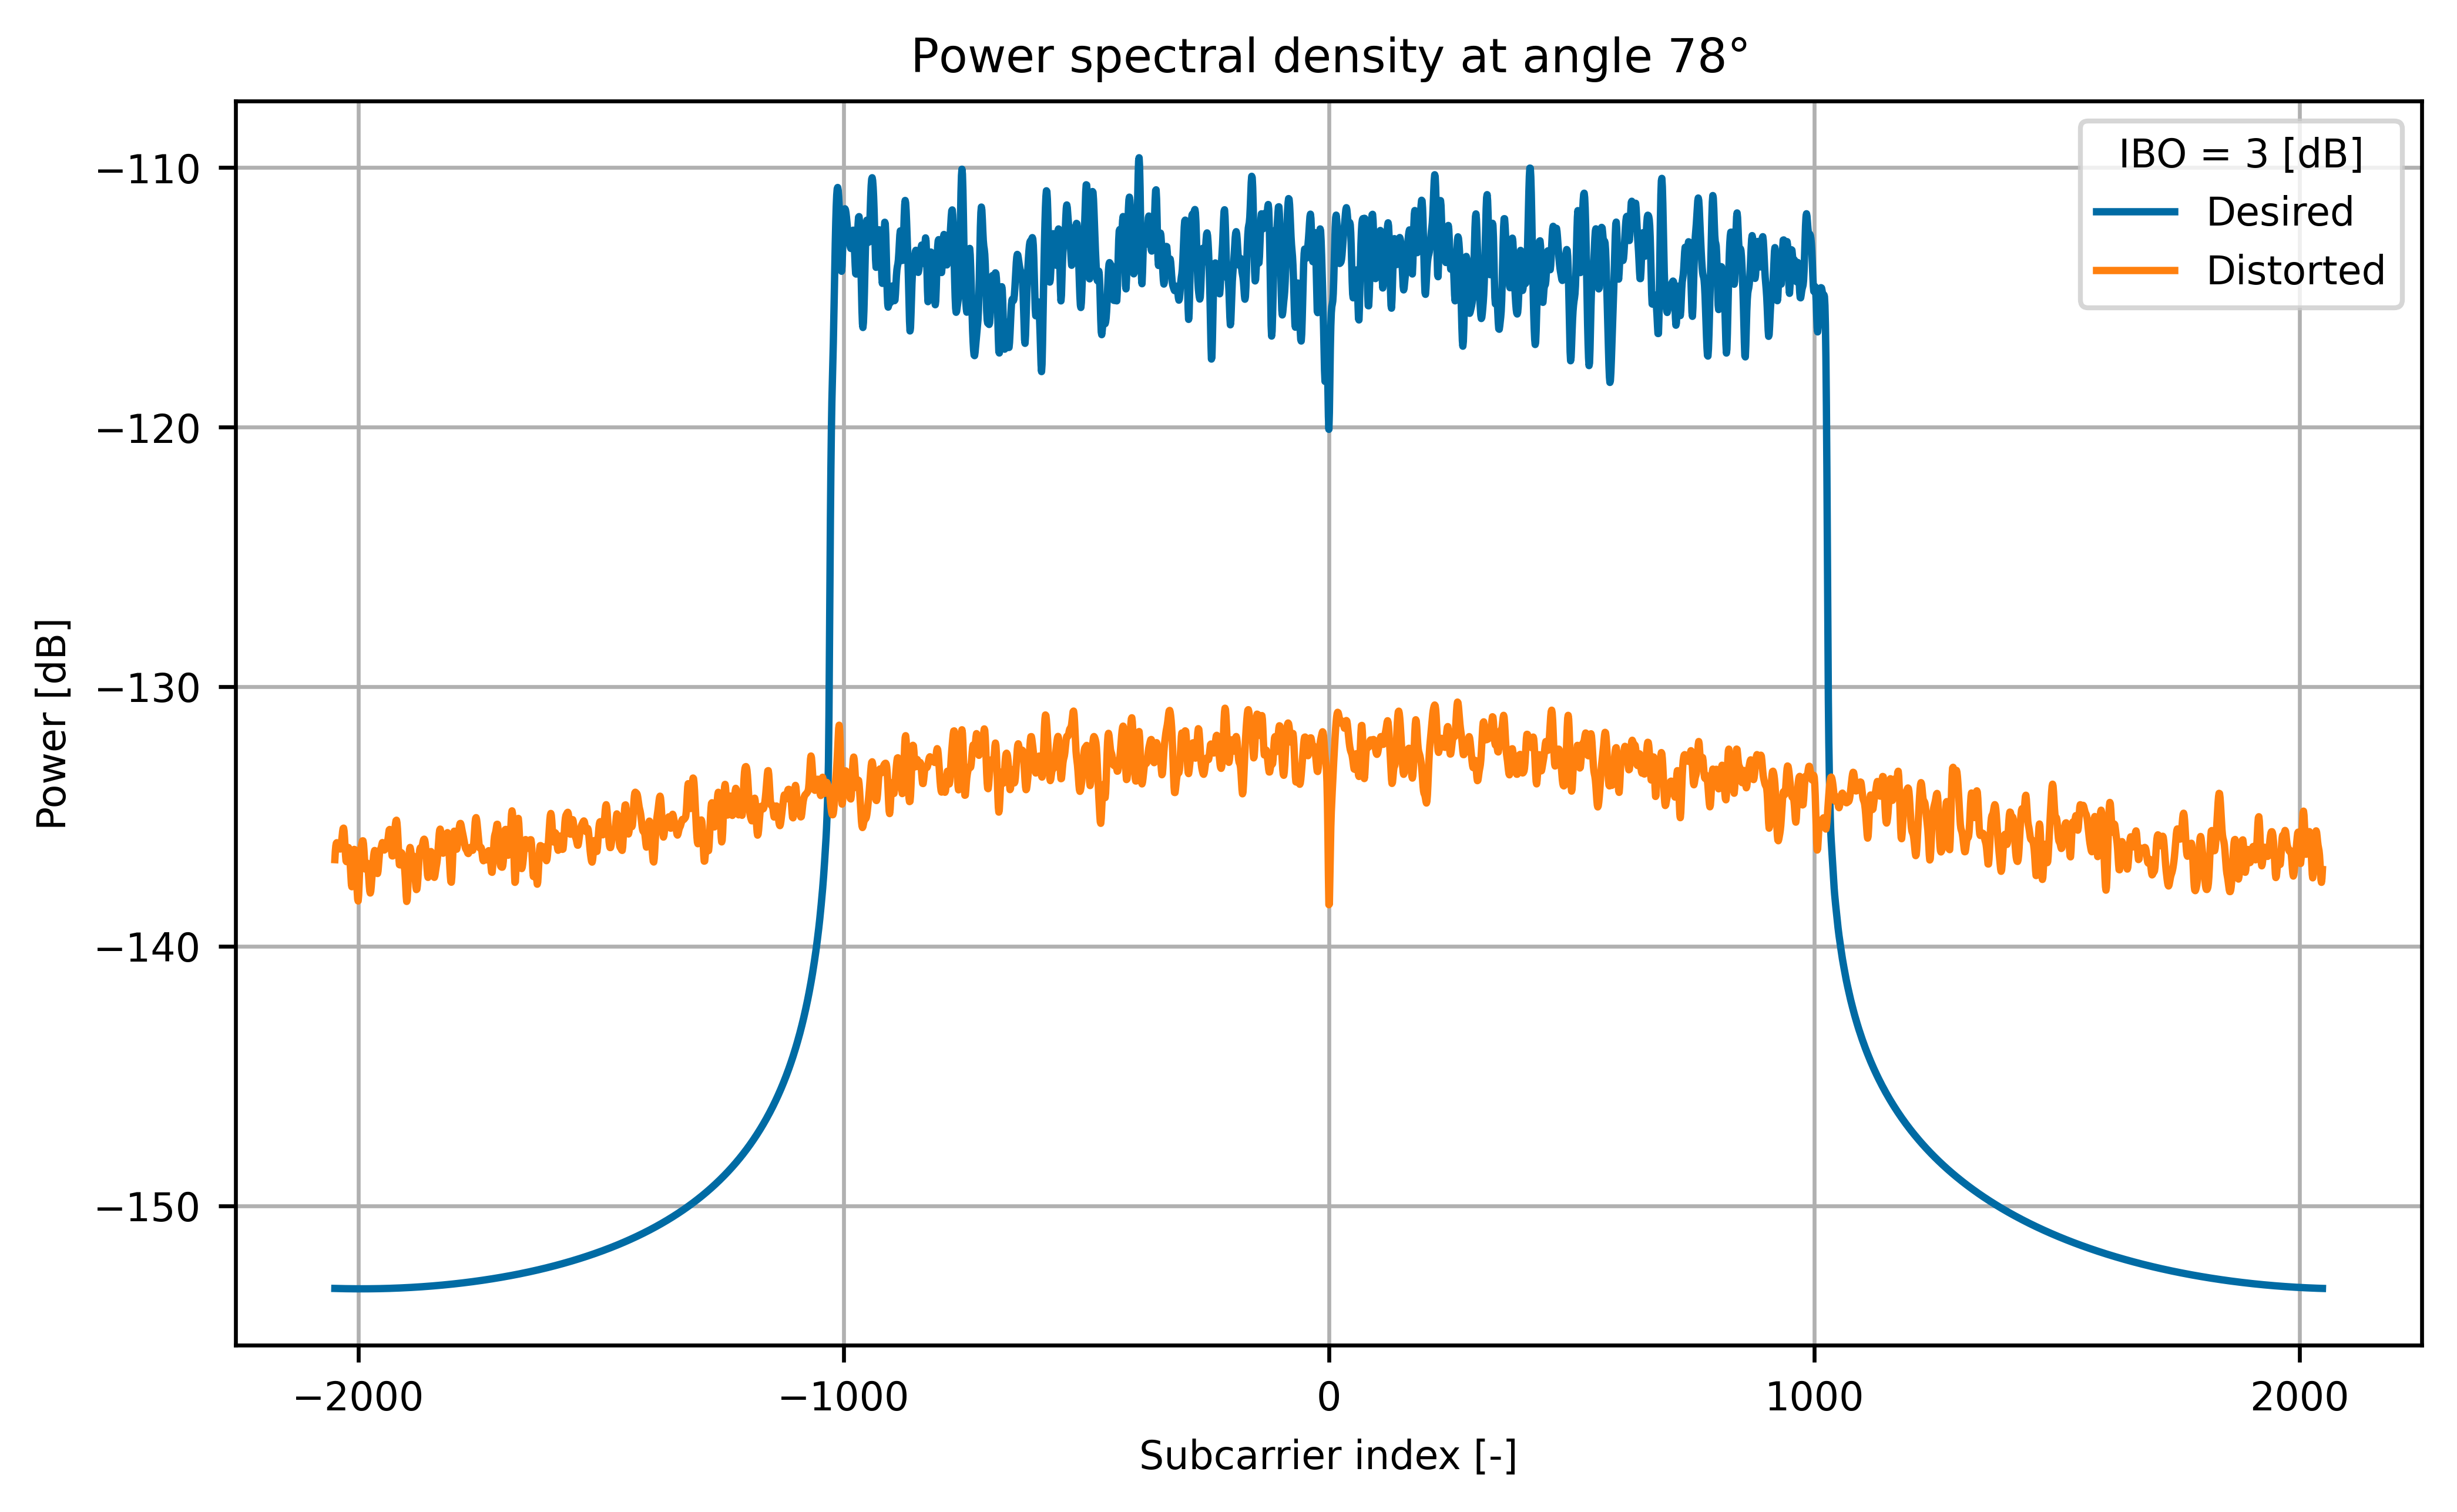 Power spectral density at angle 78°
IBO = 3 [dB]
Desired
Distorted
Power [dB]
−110
−120
−130
−140
−150
−2000
−1000
0
1000
2000
Subcarrier index [-]